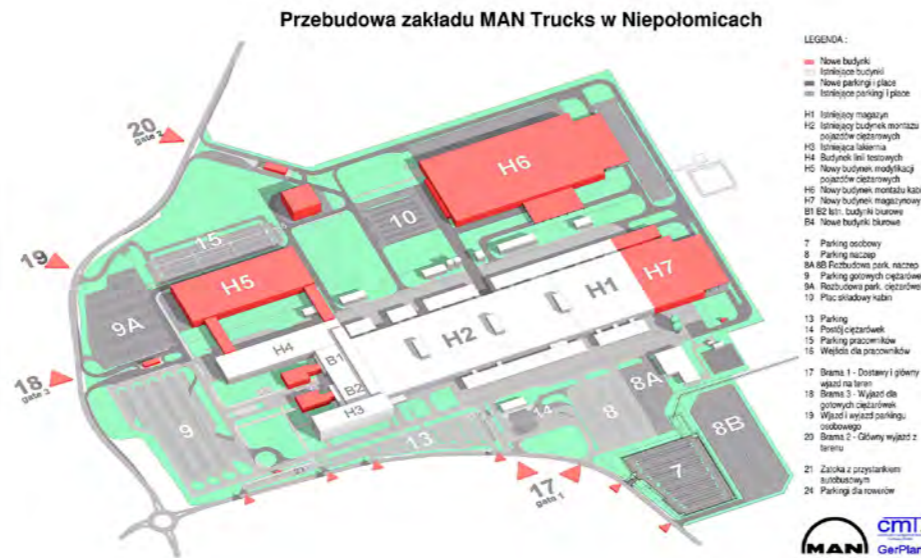 Przebudowa zakładu MAN Trucks w Niepołomicach
LEGENDA :
Nowe budynki
Istniejące budynki
Nowe parkingi i place
Istniejące parkingi i place
H1 Istniejący magazyn
H2 Istniejący budynek montażu
pojazdów ciężarowych
H3 Istniejąca lakiernia
H4 Budynek linii testowych
H5 Nowy budynek modyfikacji
pojazdów ciężarowych
H6 Nowy budynek montażu kabi
H7 Nowy budynek magazynowy
B1 B2 Istn. budynki biurowe
B4 Nowe budynki biurowe
7 Parking osobowy
8 Parking naczep
8A 8B Rozbudowa park. naczep
9 Parking gotowych ciężarówe
9A Rozbudowa park. ciężarówe
10 Plac składowy kabin
13 Parking
14 Postój ciężarówek
15 Parking pracowników
16 Wejście dla pracowników
17 Brama 1 - Dostawy i główny
wjazd na teren
18 Brama 3 - Wyjazd dla
gotowych ciężarówek
19 Wjazd i wyjazd parkingu
osobowego
20 Brama 2 - Główny wyjazd z
terenu
21 Zatoka z przystankiem
autobusowym
24 Parkingi dla rowerów
20
gate 2
H6
10
15
19
H5
H7
9A
H1
H2
H4
B1
B2
H3
18
gate 3
9
13
14
8
8A
8B
7
21
17
gate 1
MAN
cmt
GerPlan